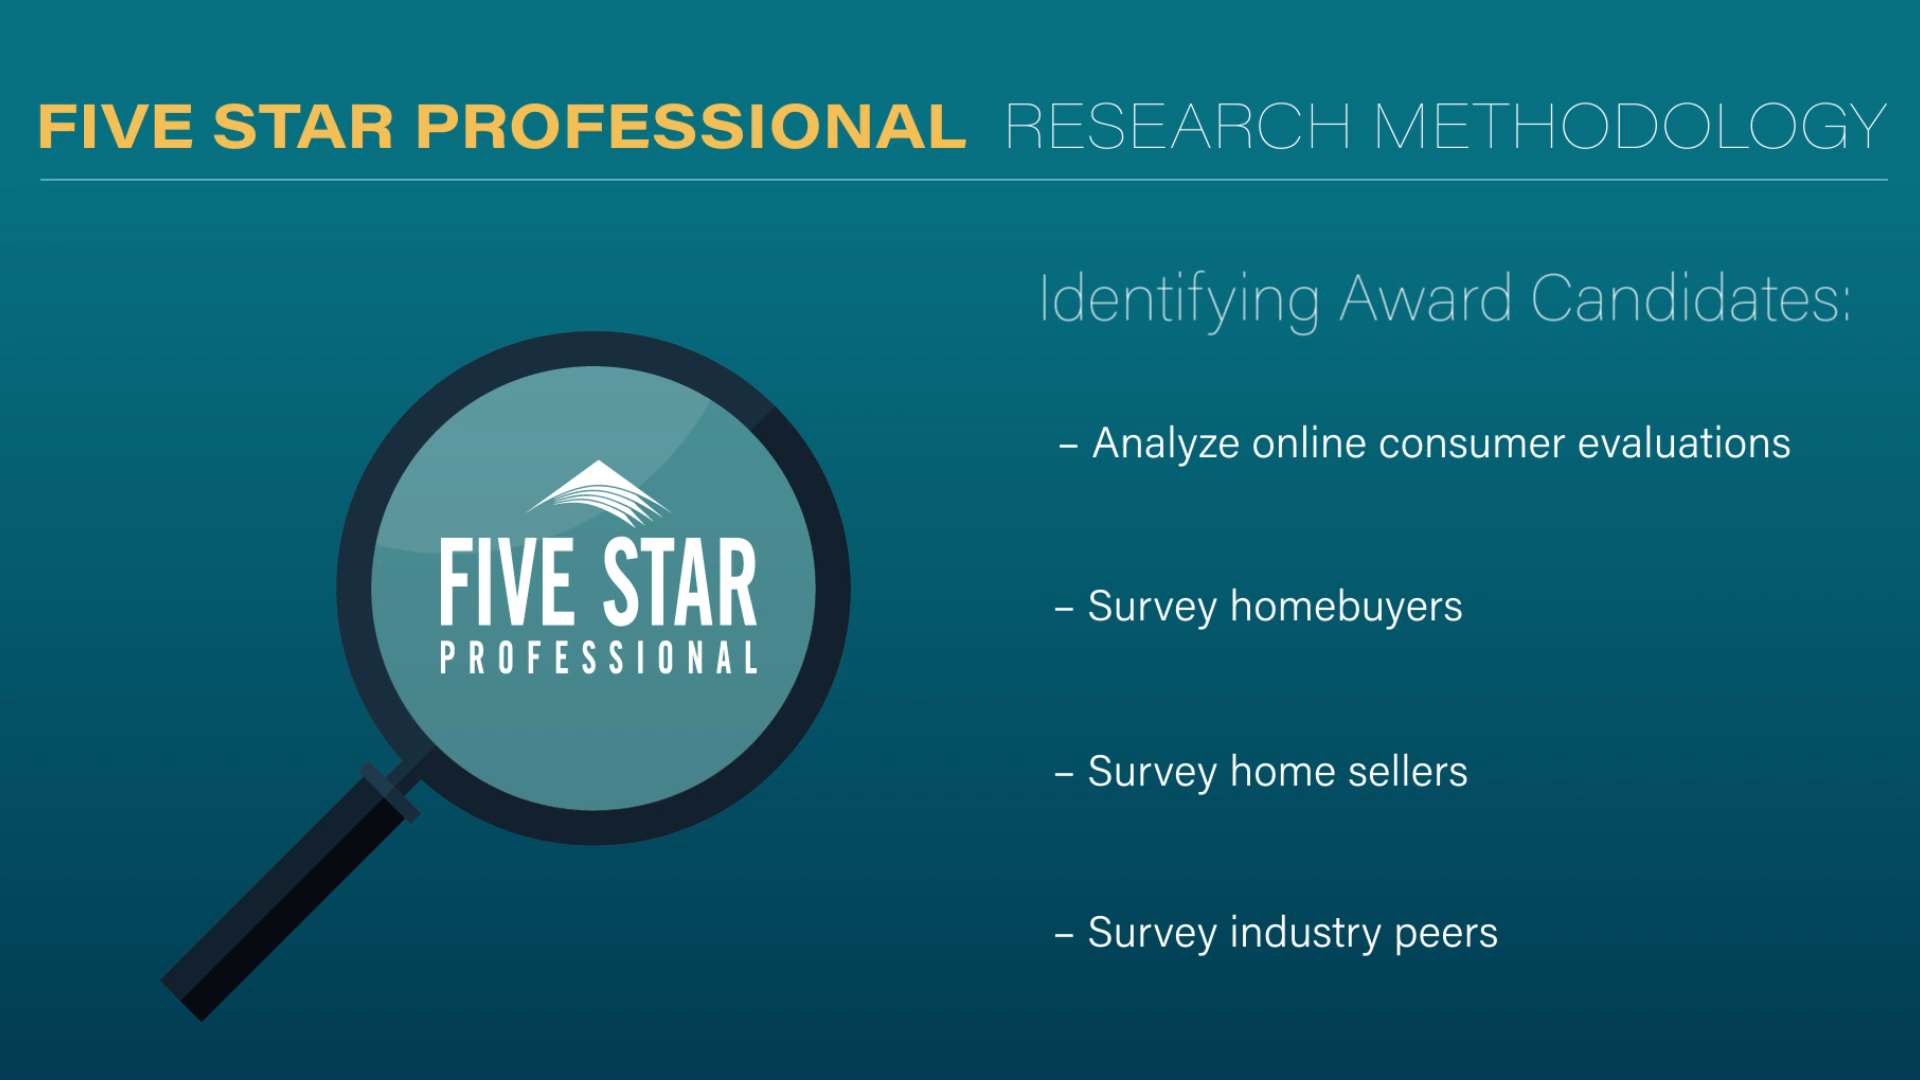 FIVE STAR PROFESSIONAL RESEARCH METHODOLOGY
Identifying Award Candidates:
– Analyze online consumer evaluations
– Survey homebuyers
– Survey home sellers
– Survey industry peers
FIVE STAR
PROFESSIONAL